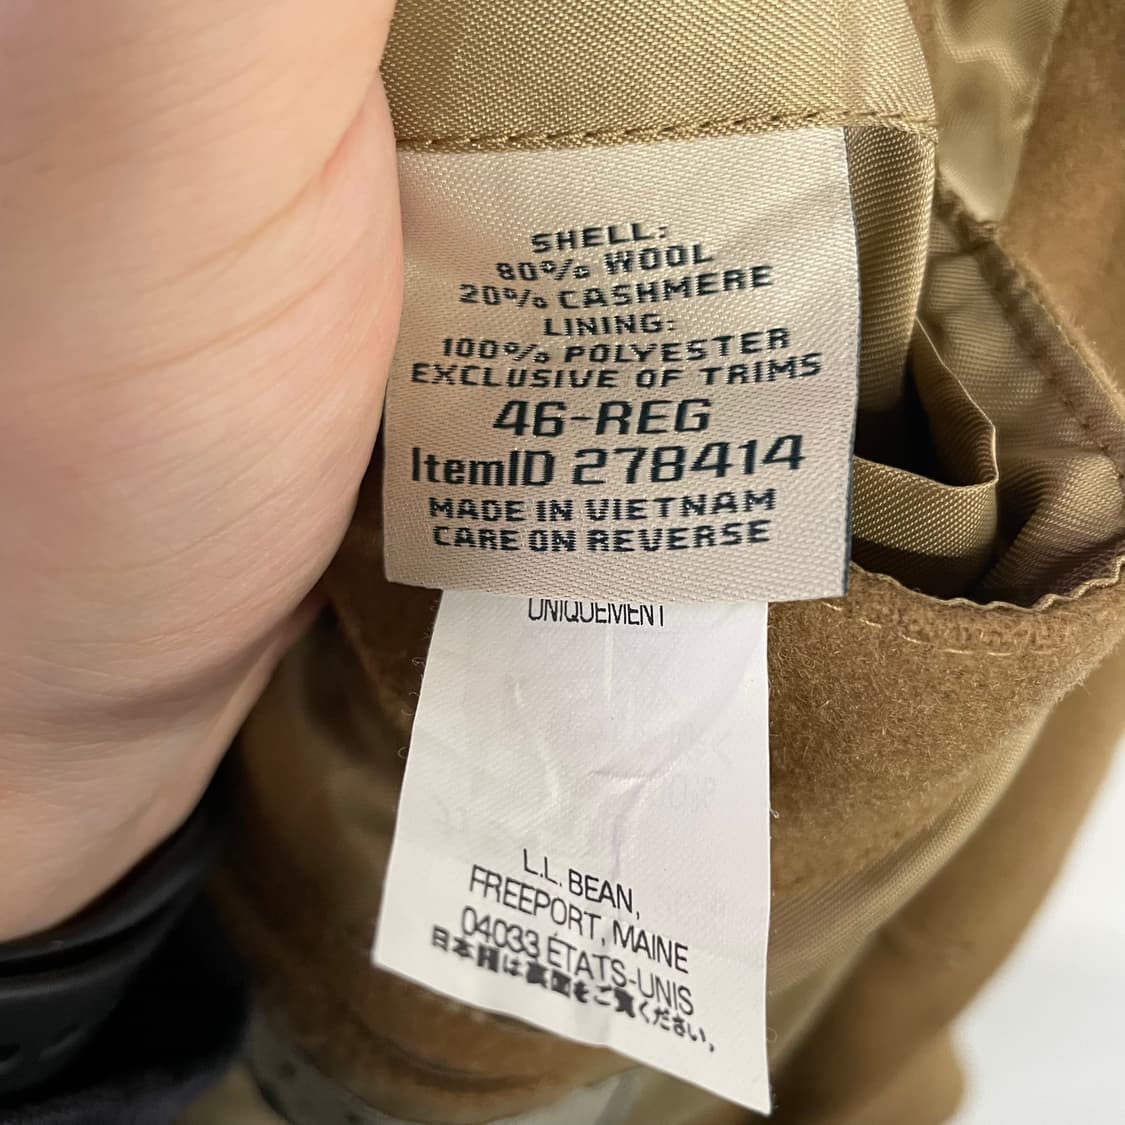 SHELL:
80% WOOL
20% CASHMERE
LINING:
100% POLYESTER
EXCLUSIVE OF TRIMS
46-REG
ItemID 278414
MADE IN VIETNAM
CARE ON REVERSE
UNIQUEMENT
L.L. BEAN,
FREEPORT, MAINE
04033 ÉTATS-UNIS
日本語は裏面をご覧ください。